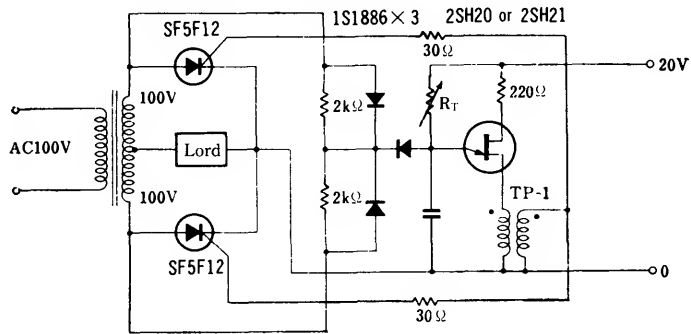 SF5F12
1S1886×3 2SH20 or 2SH21
30Ω
20V
100V
2kΩ
R_T
220Ω
AC100V
Lord
100V
2kΩ
TP-1
SF5F12
0
30Ω